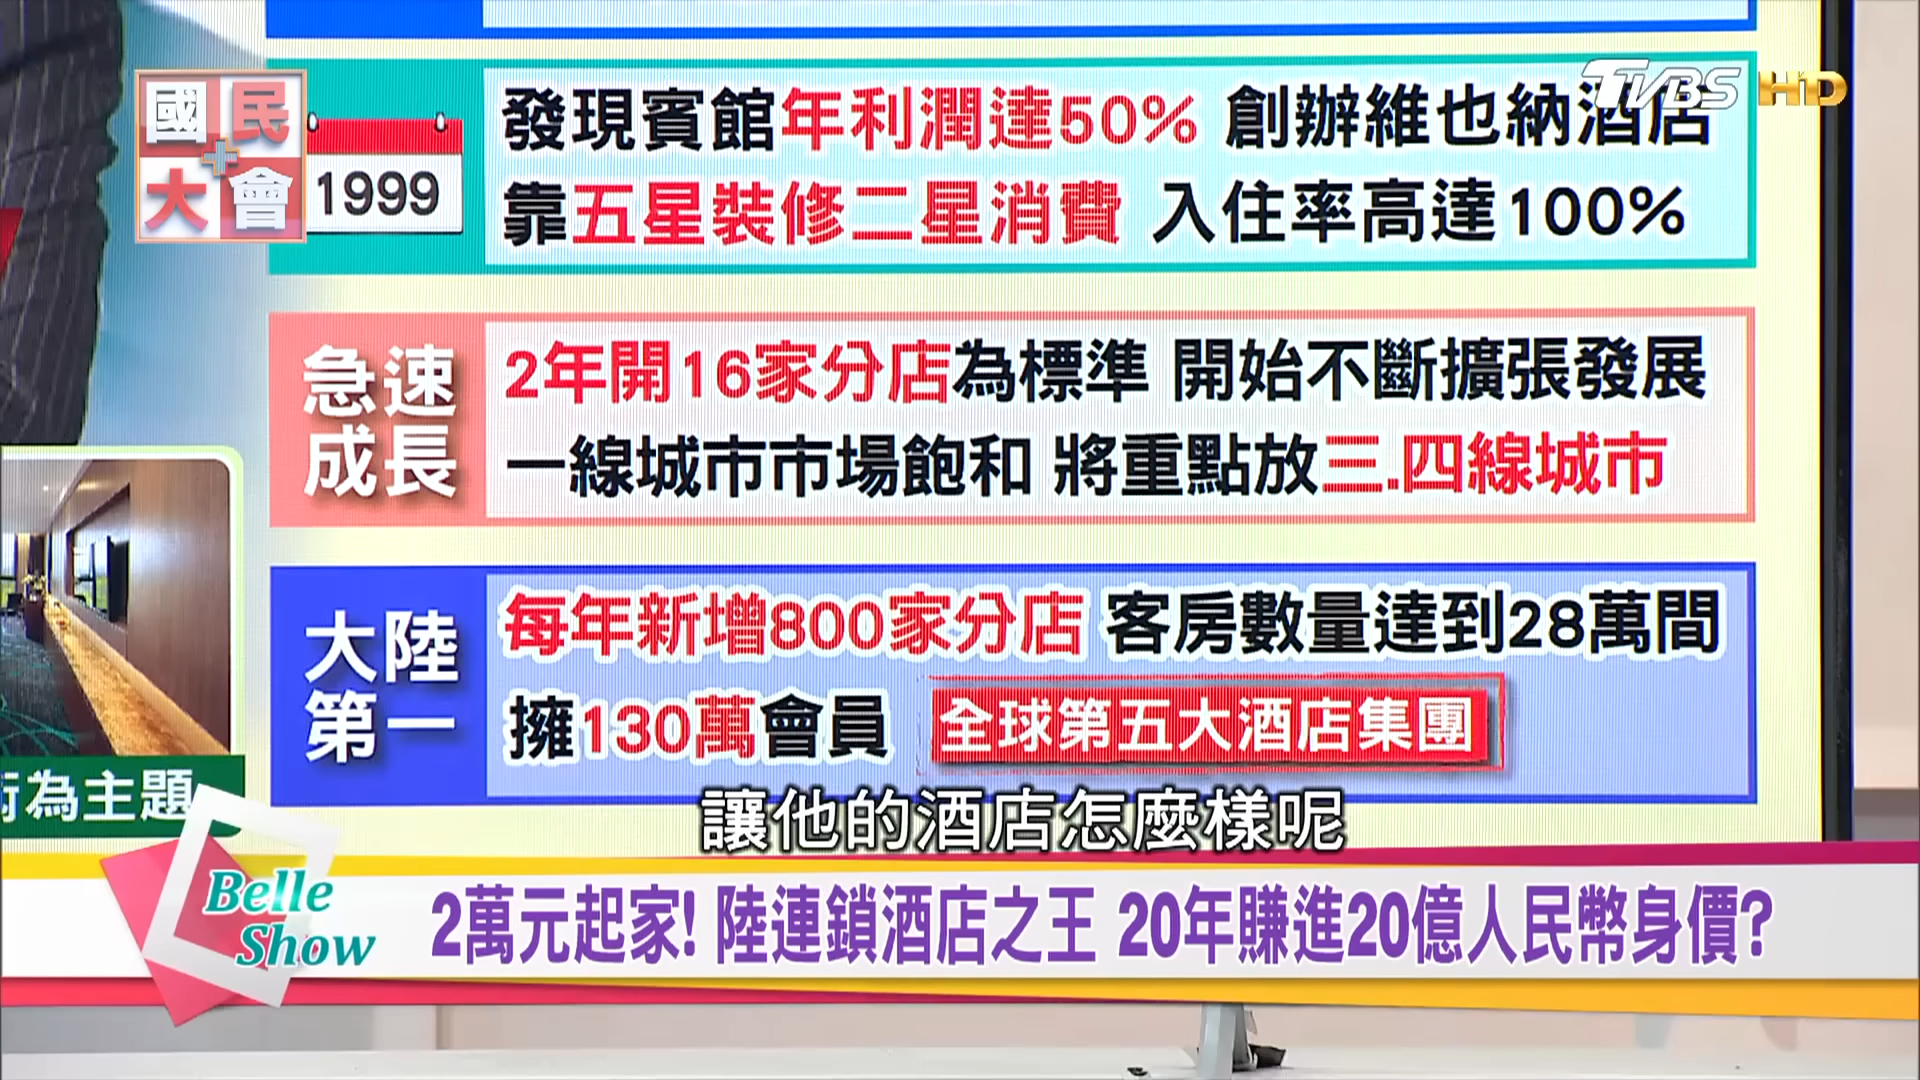 國民
大會
TVBS HD
1999
發現賓館年利潤達50% 創辦維也納酒店
靠五星裝修二星消費 入住率高達100%
急速
成長
2年開16家分店為標準 開始不斷擴張發展
一線城市市場飽和 將重點放三.四線城市
大陸
第一
每年新增800家分店 客房數量達到28萬間
擁130萬會員 全球第五大酒店集團
為主題
讓他的酒店怎麼樣呢
Belle
Show
2萬元起家! 陸連鎖酒店之王 20年賺進20億人民幣身價?